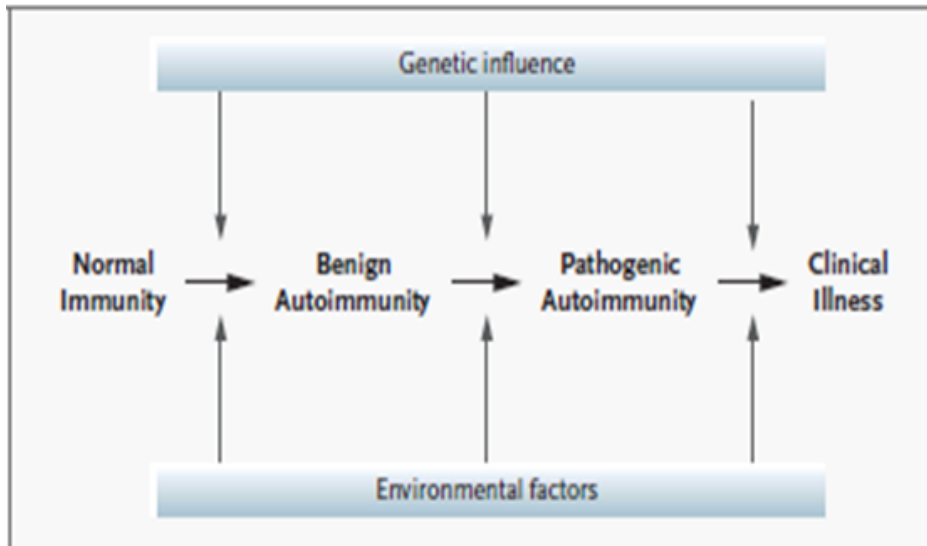 Genetic influence
Normal Immunity
Benign Autoimmunity
Pathogenic Autoimmunity
Clinical Illness
Environmental factors